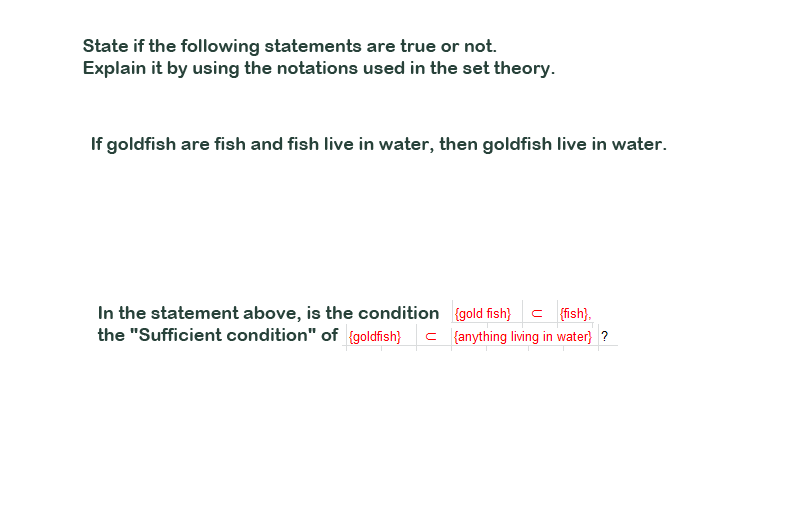 State if the following statements are true or not.
Explain it by using the notations used in the set theory.
If goldfish are fish and fish live in water, then goldfish live in water.
In the statement above, is the condition {gold fish} ⊂ {fish},
the "Sufficient condition" of {goldfish} ⊂ {anything living in water} ?